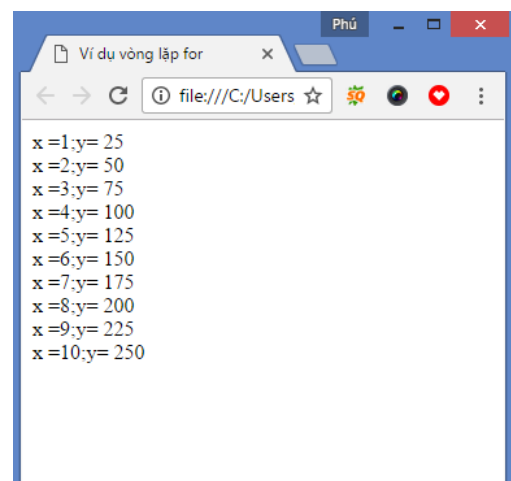 Phú
Ví dụ vòng lặp for
file:///C:/Users
SQ
x =1;y= 25
x =2;y= 50
x =3;y= 75
x =4;y= 100
x =5;y= 125
x =6;y= 150
x =7;y= 175
x =8;y= 200
x =9;y= 225
x =10;y= 250